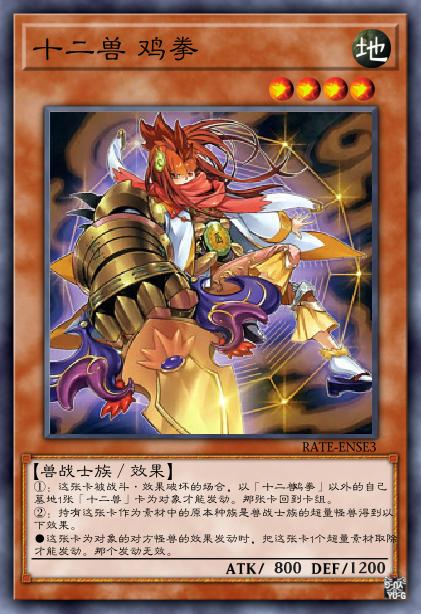 十二兽 鸡拳
地
RATE-ENSE3
【兽战士族／效果】
①：这张卡被战斗·效果破坏的场合，以「十二兽 鸡拳」以外的自己
墓地1张「十二兽」卡为对象才能发动。那张卡回到卡组。
②：持有这张卡作为素材中的原本种族是兽战士族的超量怪兽得到以
下效果。
●这张卡为对象的对方怪兽的效果发动时，把这张卡1个超量素材取除
才能发动。那个发动无效。
ATK/ 800 DEF/1200